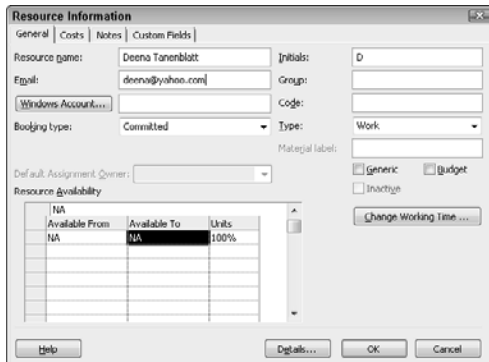 Resource Information
General Costs Notes Custom Fields
Resource name: Deena Tanenblatt Initials: D
Email: deena@yahoo.com Group:
Windows Account... Code:
Booking type: Committed Type: Work
Material label:
Default Assignment Owner: Generic Budget
Inactive
Resource Availability
NA
Change Working Time ...
Available From Available To Units
NA NA 100%
Help Details... OK Cancel